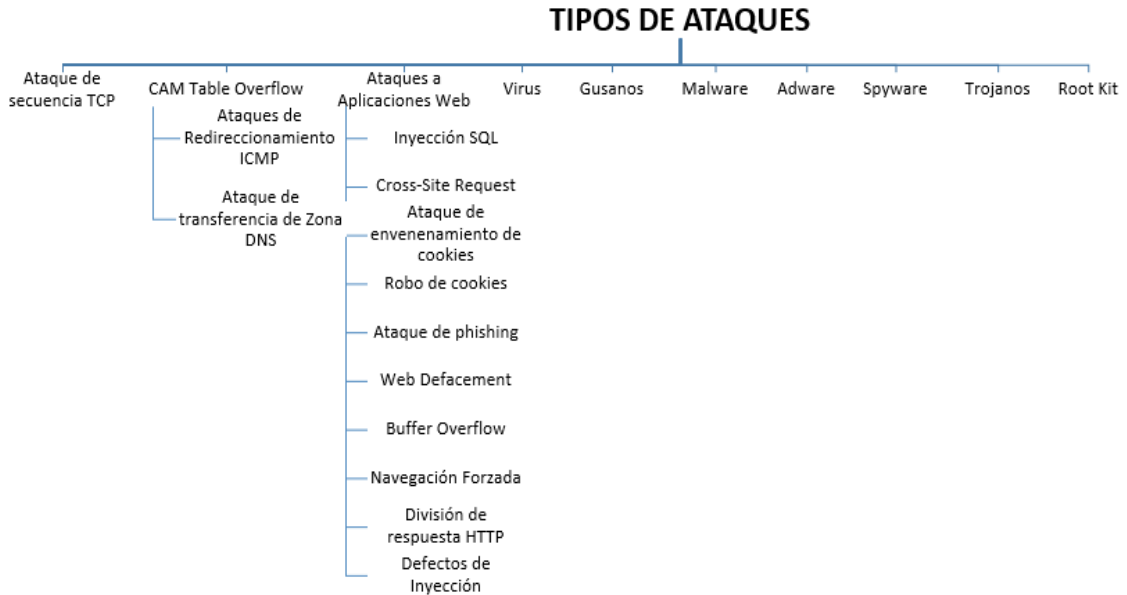 TIPOS DE ATAQUES
Ataque de
secuencia TCP
CAM Table Overflow
Ataques de
Redireccionamiento
ICMP
Ataque de
transferencia de Zona
DNS
Ataques a
Aplicaciones Web
Inyección SQL
Cross-Site Request
Ataque de
envenenamiento de
cookies
Robo de cookies
Ataque de phishing
Web Defacement
Buffer Overflow
Navegación Forzada
División de
respuesta HTTP
Defectos de
Inyección
Virus
Gusanos
Malware
Adware
Spyware
Trojanos
Root Kit